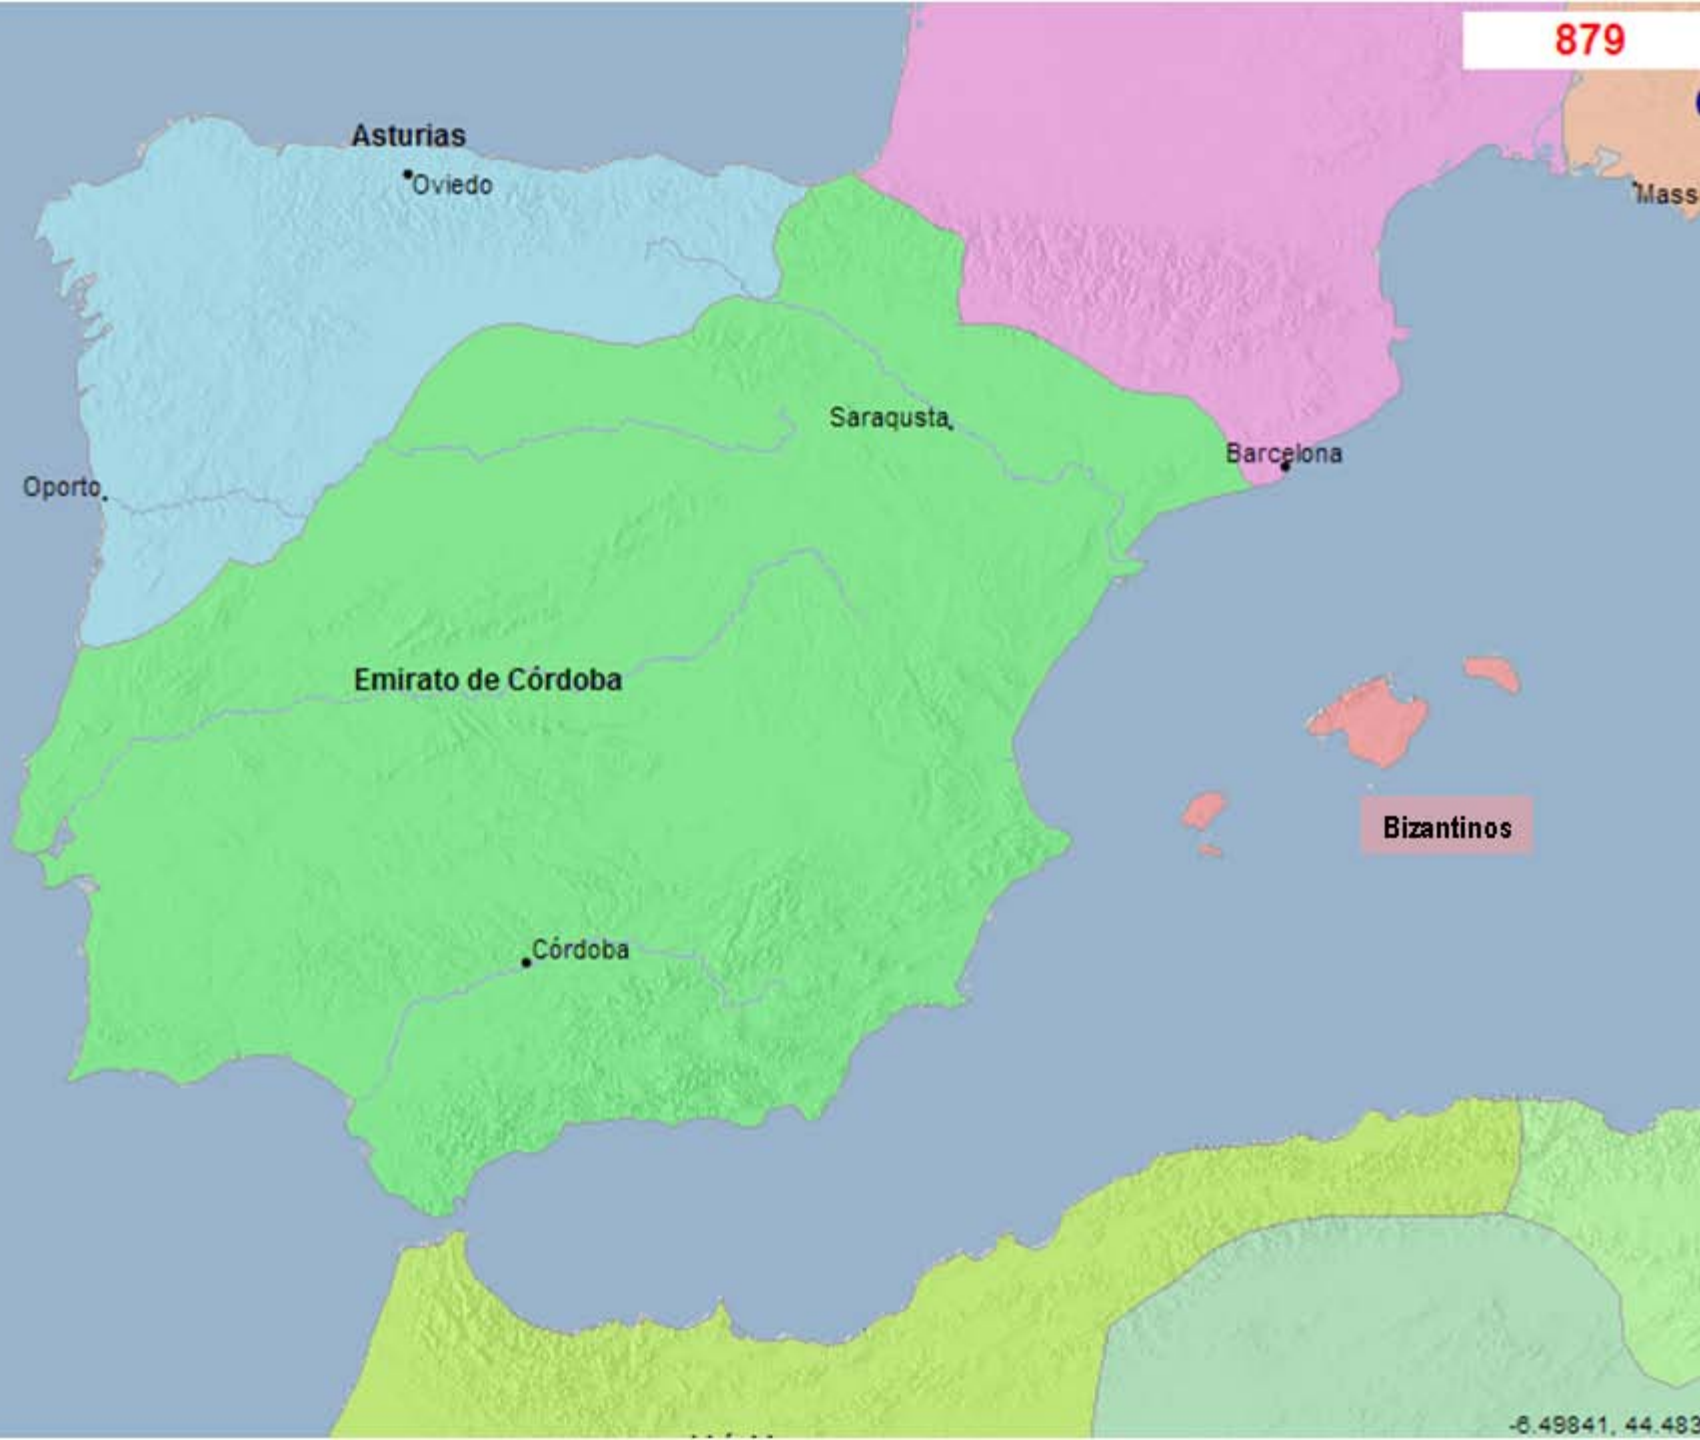 879
Asturias
Oviedo
Mass
Saraqusta
Barcelona
Oporto
Emirato de Córdoba
Bizantinos
Córdoba
-6.49841, 44.483